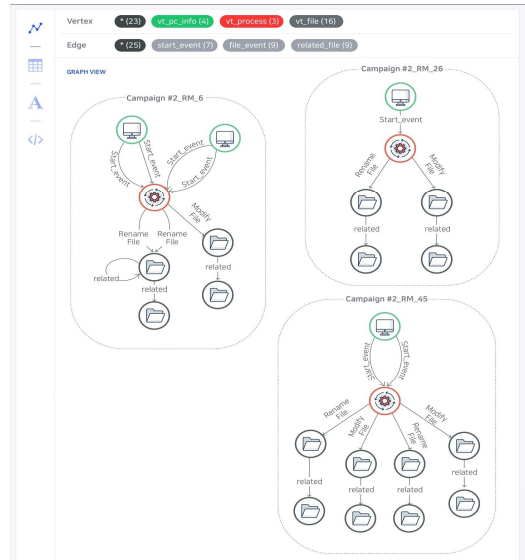 Vertex * (23) vt_pc_info (4) vt_process (3) vt_file (16)
Edge * (25) start_event (7) file_event (9) related_file (9)
A
</>
GRAPH VIEW
Campaign #2_RM_6
Start_event
Start_event
Start_event
Start_event
Rename
File
Rename
File
Modify
File
related
related
related
Campaign #2_RM_26
Start_event
Rename
File
Modify
File
related
related
Campaign #2_RM_45
Start_event
Start_event
Rename
File
Modify
File
Rename
File
Modify
File
related
related
related
related